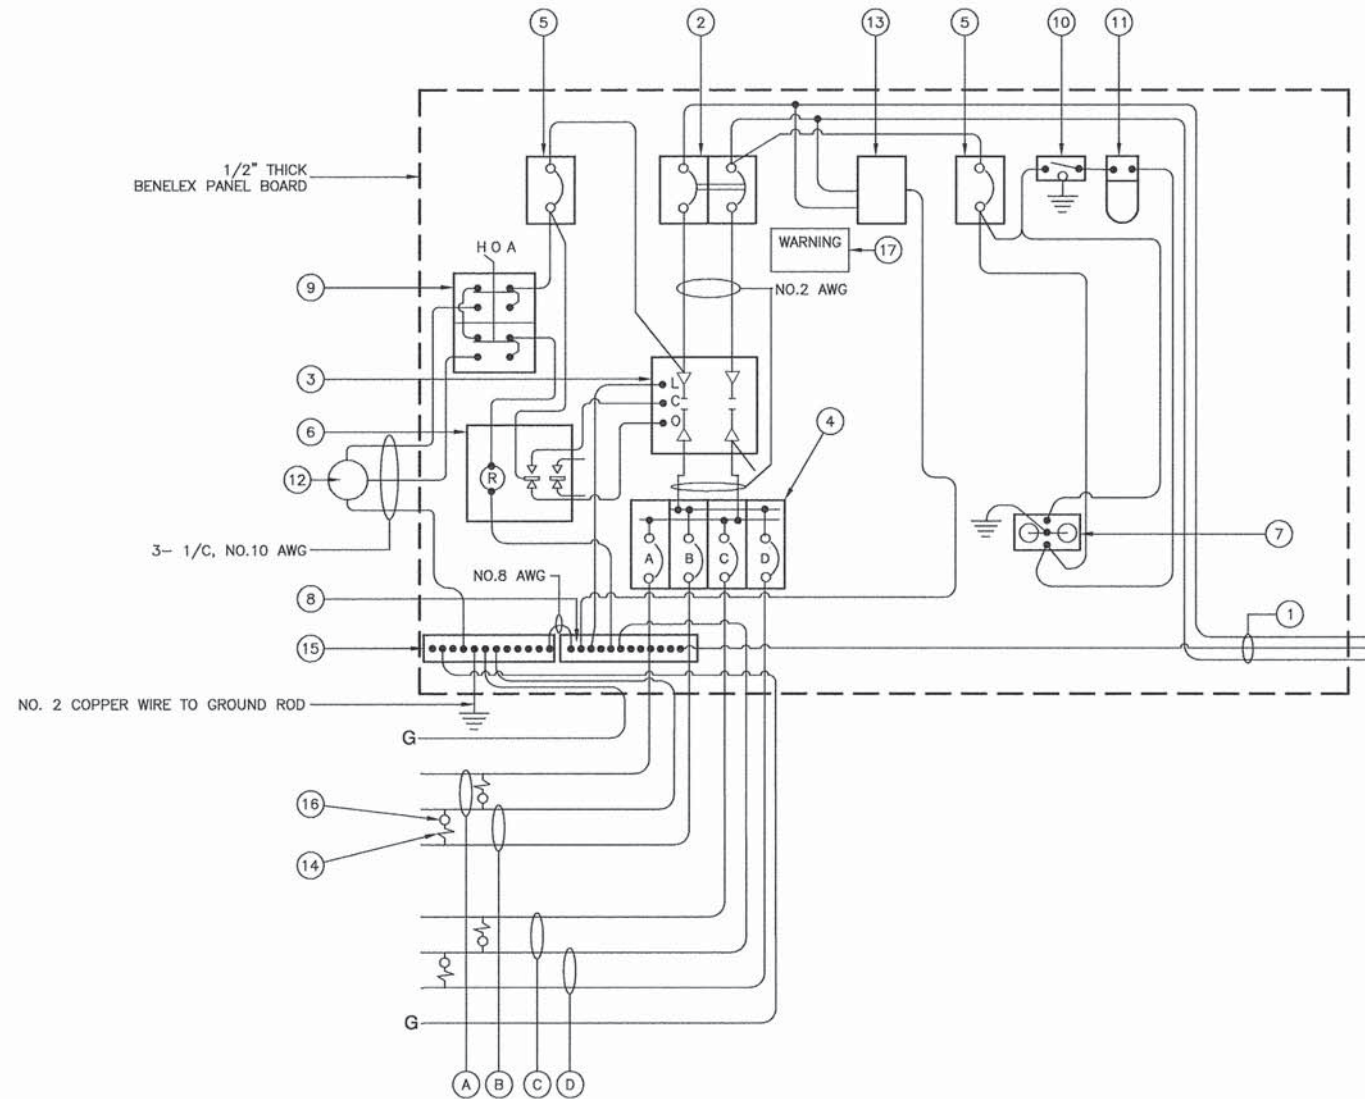 5
2
13
5
10
11
1/2" THICK
BENELEX PANEL BOARD
H O A
WARNING
17
9
NO.2 AWG
3
L
C
O
6
4
R
12
7
3- 1/C, NO.10 AWG
A
B
C
D
NO.8 AWG
8
1
15
NO. 2 COPPER WIRE TO GROUND ROD
G
16
14
G
A
B
C
D